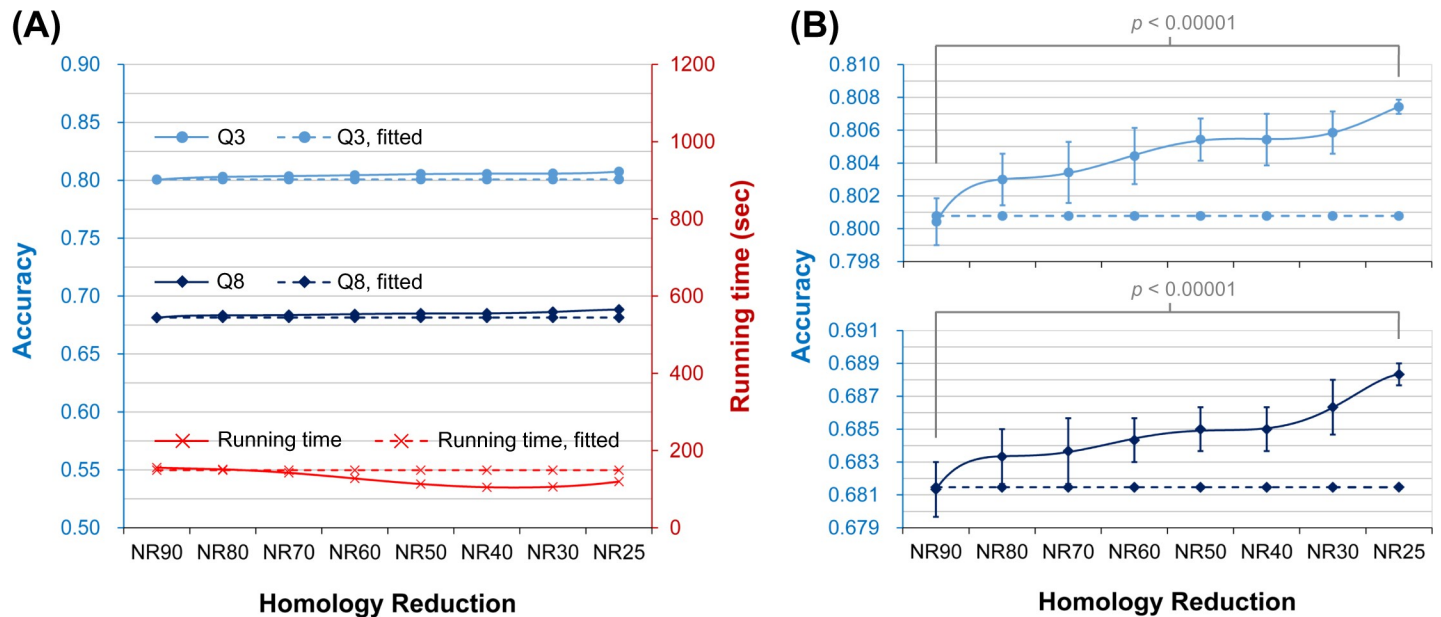 (A)
0.90
0.85
0.80
0.75
0.70
0.65
0.60
0.55
0.50
Accuracy
Q3 Q3, fitted
Q8 Q8, fitted
Running time Running time, fitted
1200
1000
800
600
400
200
0
Running time (sec)
NR90 NR80 NR70 NR60 NR50 NR40 NR30 NR25
Homology Reduction
(B)
p < 0.00001
0.810
0.808
0.806
0.804
0.802
0.800
0.798
Accuracy
p < 0.00001
0.691
0.689
0.687
0.685
0.683
0.681
0.679
NR90 NR80 NR70 NR60 NR50 NR40 NR30 NR25
Homology Reduction